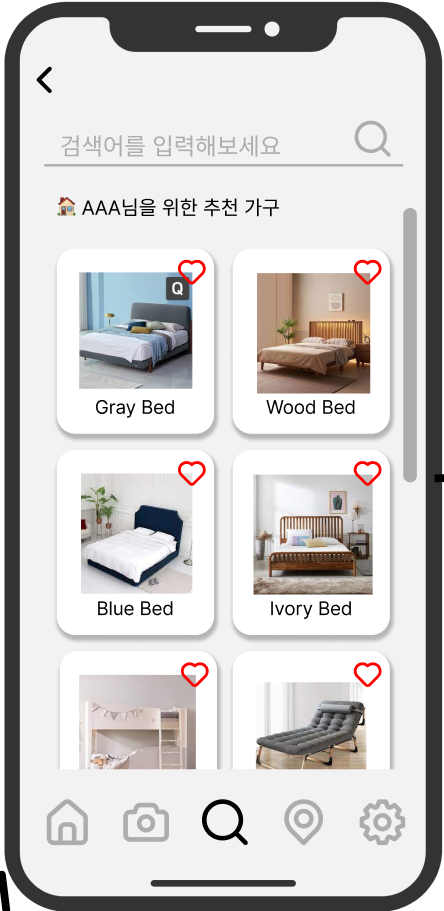 검색어를 입력해보세요
🏠 AAA님을 위한 추천 가구
Q
Gray Bed
Wood Bed
Blue Bed
Ivory Bed